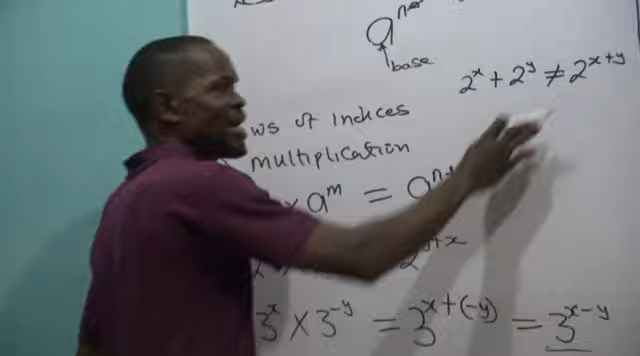 a
base
2^x + 2^y ≠ 2^{x+y}
ws of Indices
multiplication
× a^m = a^n
3^x × 3^{-y} = 3^{x+(-y)} = 3^{x-y}